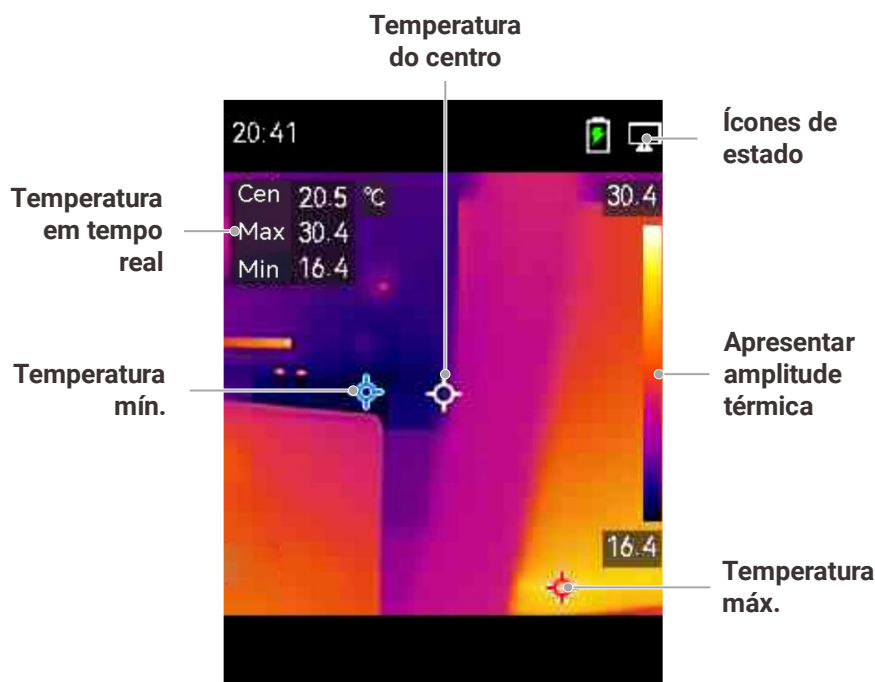 Temperatura
do centro
20:41
Ícones de
estado
Temperatura
em tempo
real
Cen 20.5 ℃
Max 30.4
Min 16.4
30.4
Temperatura
mín.
Apresentar
amplitude
térmica
16.4
Temperatura
máx.